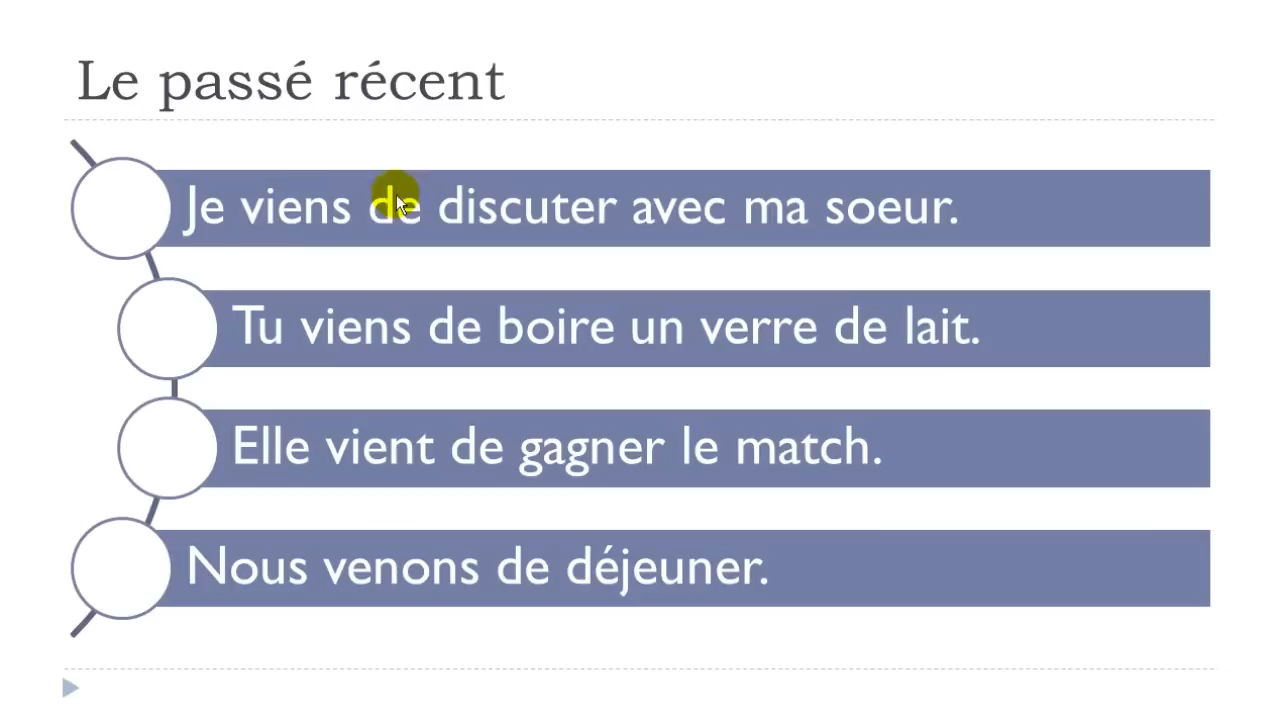 Le passé récent
Je viens de discuter avec ma soeur.
Tu viens de boire un verre de lait.
Elle vient de gagner le match.
Nous venons de déjeuner.